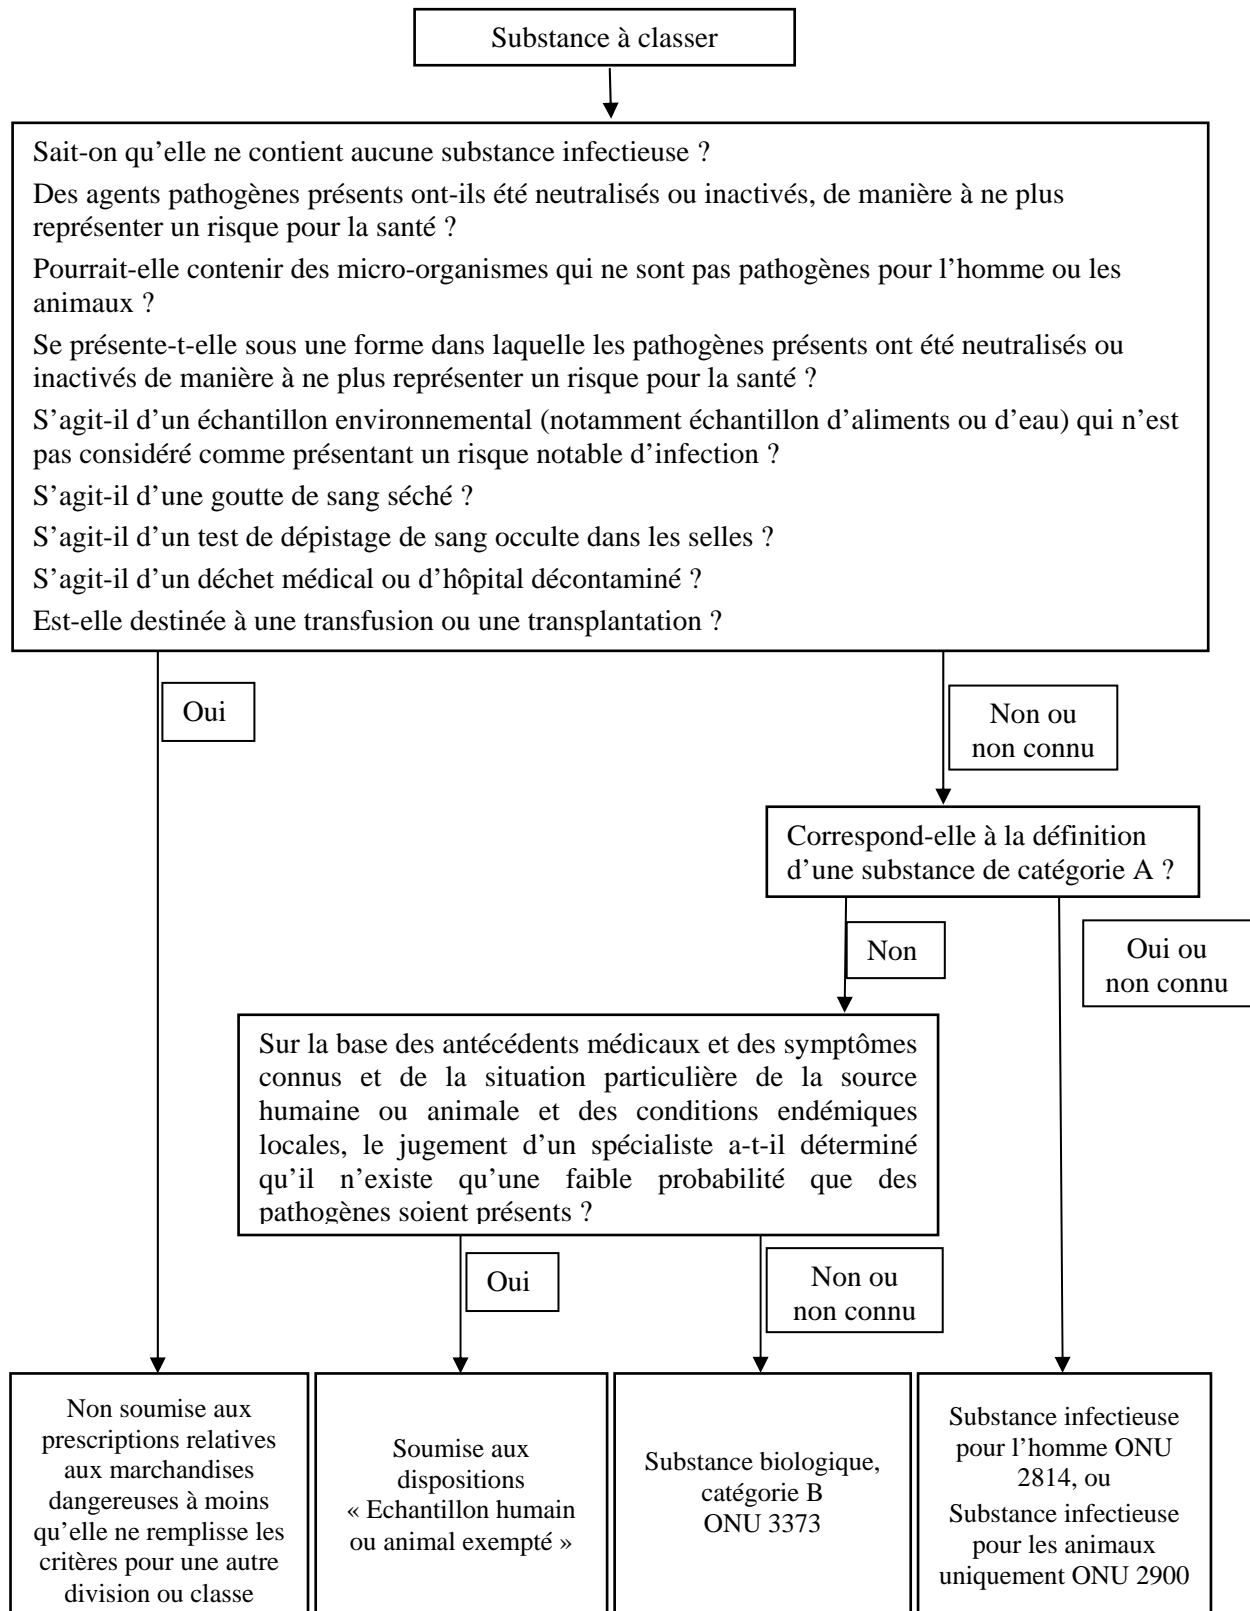 Substance à classer
Sait-on qu’elle ne contient aucune substance infectieuse ?
Des agents pathogènes présents ont-ils été neutralisés ou inactivés, de manière à ne plus
représenter un risque pour la santé ?
Pourrait-elle contenir des micro-organismes qui ne sont pas pathogènes pour l’homme ou les
animaux ?
Se présente-t-elle sous une forme dans laquelle les pathogènes présents ont été neutralisés ou
inactivés de manière à ne plus représenter un risque pour la santé ?
S’agit-il d’un échantillon environnemental (notamment échantillon d’aliments ou d’eau) qui n’est
pas considéré comme présentant un risque notable d’infection ?
S’agit-il d’une goutte de sang séché ?
S’agit-il d’un test de dépistage de sang occulte dans les selles ?
S’agit-il d’un déchet médical ou d’hôpital décontaminé ?
Est-elle destinée à une transfusion ou une transplantation ?
Oui
Non ou
non connu
Correspond-elle à la définition
d’une substance de catégorie A ?
Non
Oui ou
non connu
Sur la base des antécédents médicaux et des symptômes
connus et de la situation particulière de la source
humaine ou animale et des conditions endémiques
locales, le jugement d’un spécialiste a-t-il déterminé
qu’il n’existe qu’une faible probabilité que des
pathogènes soient présents ?
Oui
Non ou
non connu
Non soumise aux
prescriptions relatives
aux marchandises
dangereuses à moins
qu’elle ne remplisse les
critères pour une autre
division ou classe
Soumise aux
dispositions
« Echantillon humain
ou animal exempté »
Substance biologique,
catégorie B
ONU 3373
Substance infectieuse
pour l’homme ONU
2814, ou
Substance infectieuse
pour les animaux
uniquement ONU 2900